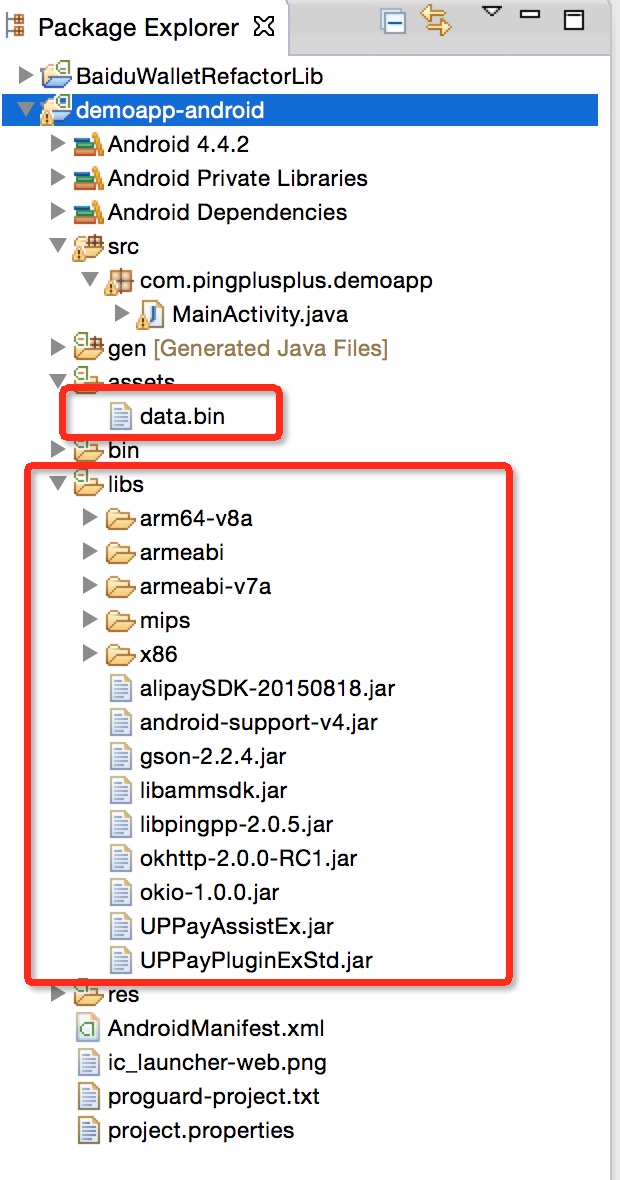 Package Explorer
BaiduWalletRefactorLib
demoapp-android
Android 4.4.2
Android Private Libraries
Android Dependencies
src
com.pingplusplus.demoapp
MainActivity.java
gen [Generated Java Files]
assets
data.bin
bin
libs
arm64-v8a
armeabi
armeabi-v7a
mips
x86
alipaySDK-20150818.jar
android-support-v4.jar
gson-2.2.4.jar
libammsdk.jar
libpingpp-2.0.5.jar
okhttp-2.0.0-RC1.jar
okio-1.0.0.jar
UPPayAssistEx.jar
UPPayPluginExStd.jar
res
AndroidManifest.xml
ic_launcher-web.png
proguard-project.txt
project.properties